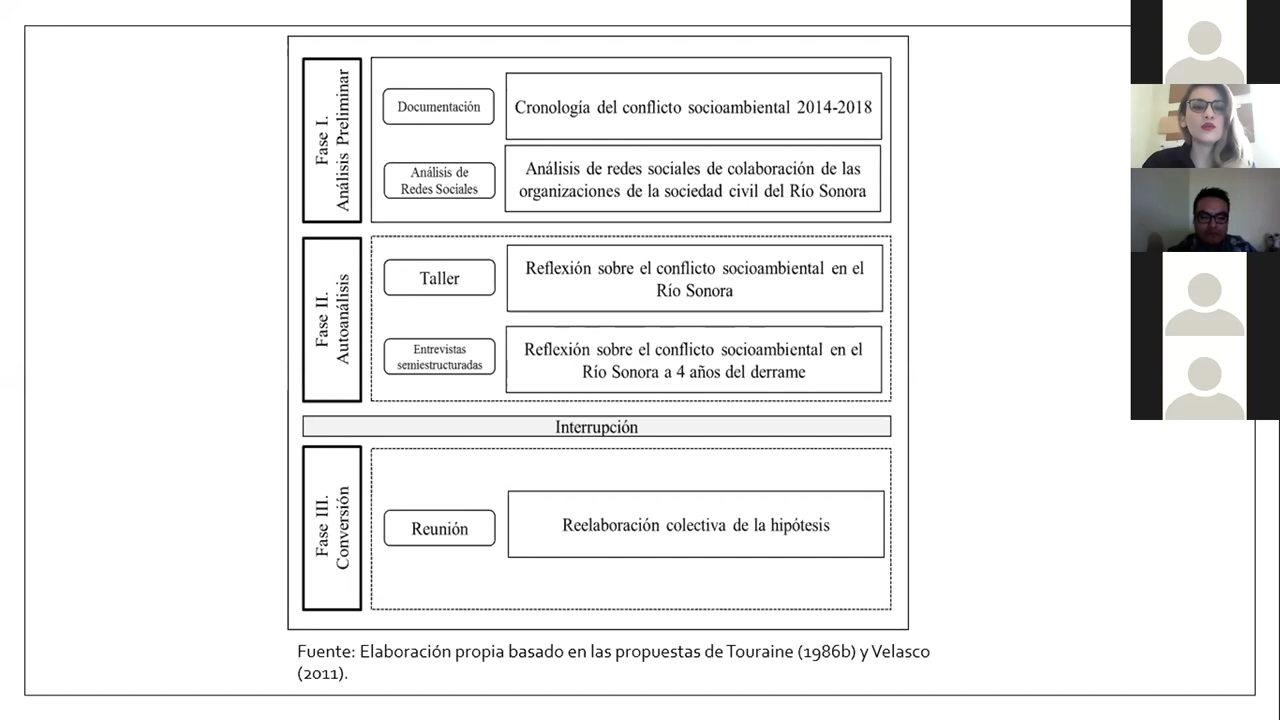 Fase I.
Análisis Preliminar
Documentación
Cronología del conflicto socioambiental 2014-2018
Análisis de
Redes Sociales
Análisis de redes sociales de colaboración de las
organizaciones de la sociedad civil del Río Sonora
Fase II.
Autoanálisis
Taller
Reflexión sobre el conflicto socioambiental en el
Río Sonora
Entrevistas
semiestructuradas
Reflexión sobre el conflicto socioambiental en el
Río Sonora a 4 años del derrame
Interrupción
Fase III.
Conversión
Reunión
Reelaboración colectiva de la hipótesis
Fuente: Elaboración propia basado en las propuestas de Touraine (1986b) y Velasco
(2011).